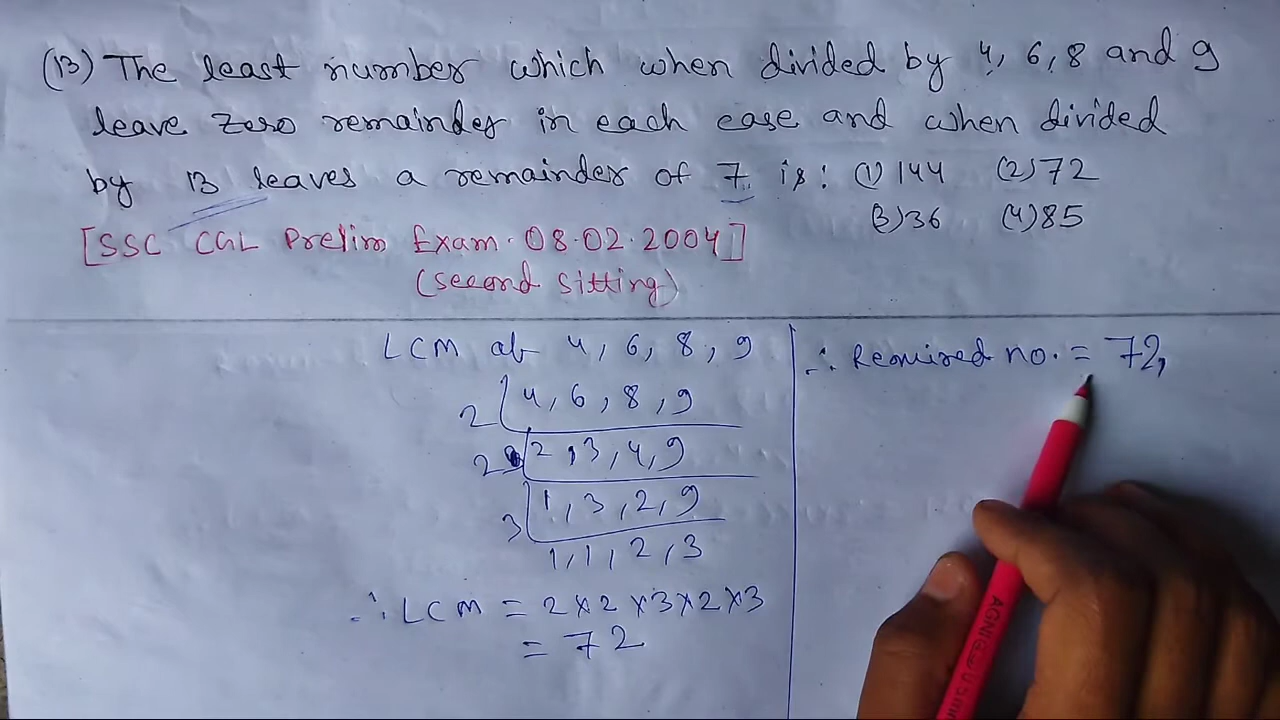 (13) The least number which when divided by 4, 6, 8 and 9
leave zero remainder in each case and when divided
by 13 leaves a remainder of 7 is: (1) 144 (2) 72
(3) 36 (4) 85
[SSC CGL Prelim Exam. 08.02.2004]
(second sitting)
LCM of 4, 6, 8, 9
2 4, 6, 8, 9
2 2, 3, 4, 9
3 1, 3, 2, 9
1, 1, 2, 3
∴ LCM = 2×2×3×2×3
= 72
∴ Required no. = 72,
AGNI